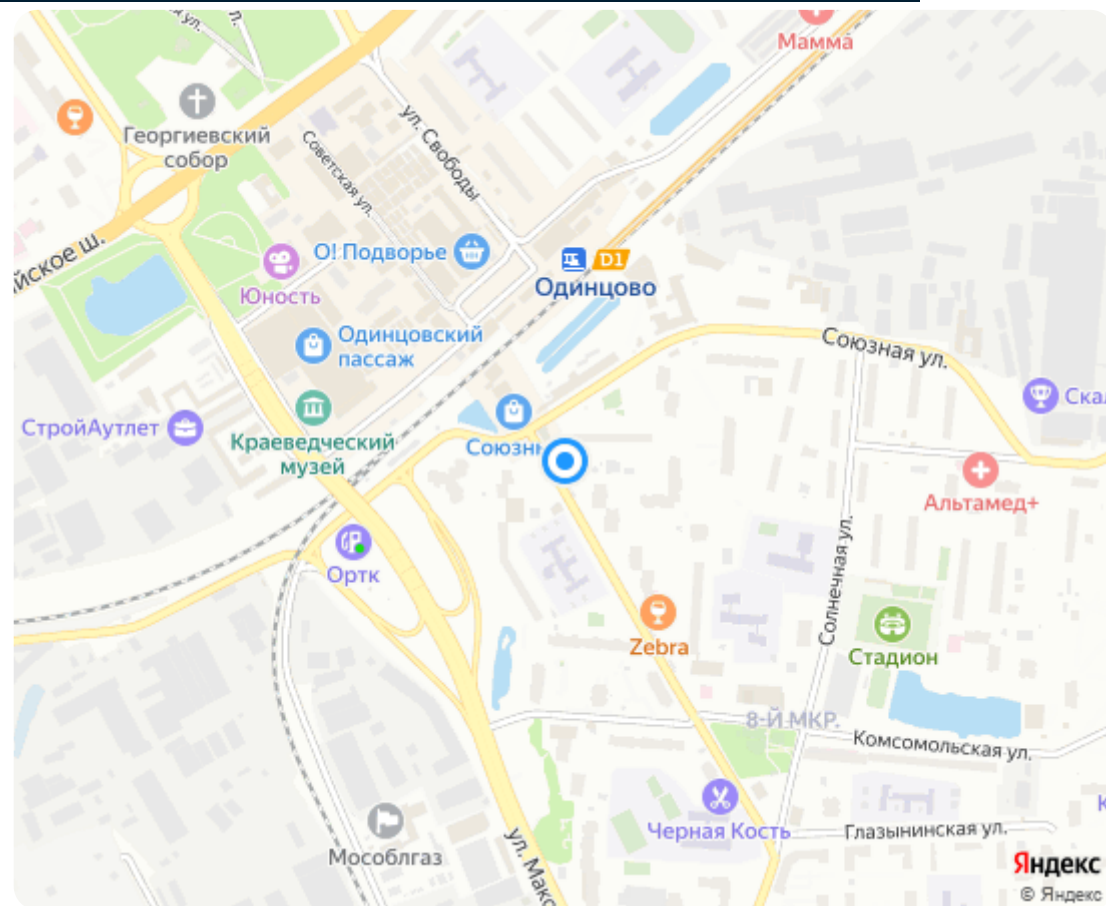 Мамма
Георгиевский
собор
ул. Свободы
Советская ул.
йское ш.
О! Подворье
D1
Одинцово
Юность
Одинцовский
пассаж
Союзная ул.
Скал
СтройАутлет
Краеведческий
музей
Союзн
Альтамед+
Ортк
Солнечная ул.
Zebra
Стадион
8-Й МКР.
Комсомольская ул.
Черная Кость
Глазынинская ул.
Мособлгаз
ул. Макс
Яндекс
© Яндекс